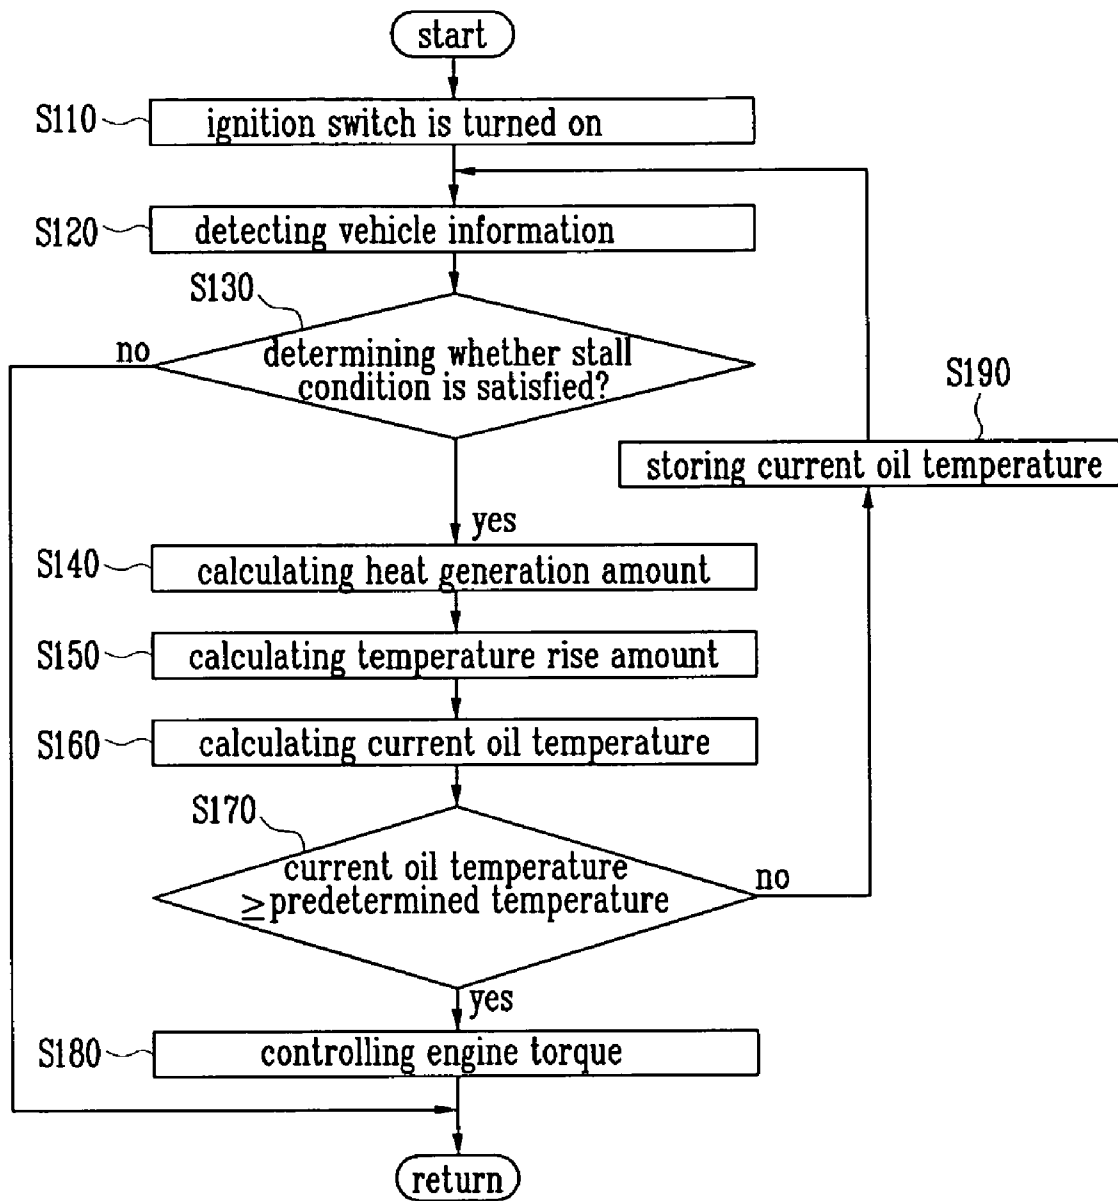 start
S110
ignition switch is turned on
S120
detecting vehicle information
S130
no
determining whether stall
condition is satisfied?
S190
storing current oil temperature
yes
S140
calculating heat generation amount
S150
calculating temperature rise amount
S160
calculating current oil temperature
S170
current oil temperature
≥predetermined temperature
no
yes
S180
controlling engine torque
return